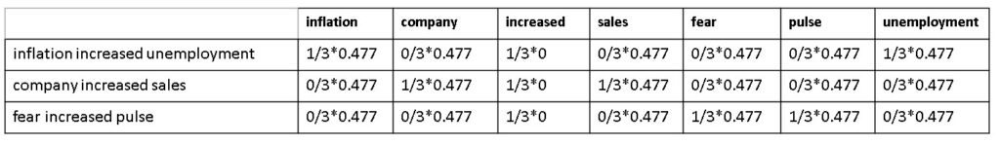 inflation company increased sales fear pulse unemployment
inflation increased unemployment 1/3*0.477 0/3*0.477 1/3*0 0/3*0.477 0/3*0.477 0/3*0.477 1/3*0.477
company increased sales 0/3*0.477 1/3*0.477 1/3*0 1/3*0.477 0/3*0.477 0/3*0.477 0/3*0.477
fear increased pulse 0/3*0.477 0/3*0.477 1/3*0 0/3*0.477 1/3*0.477 1/3*0.477 0/3*0.477